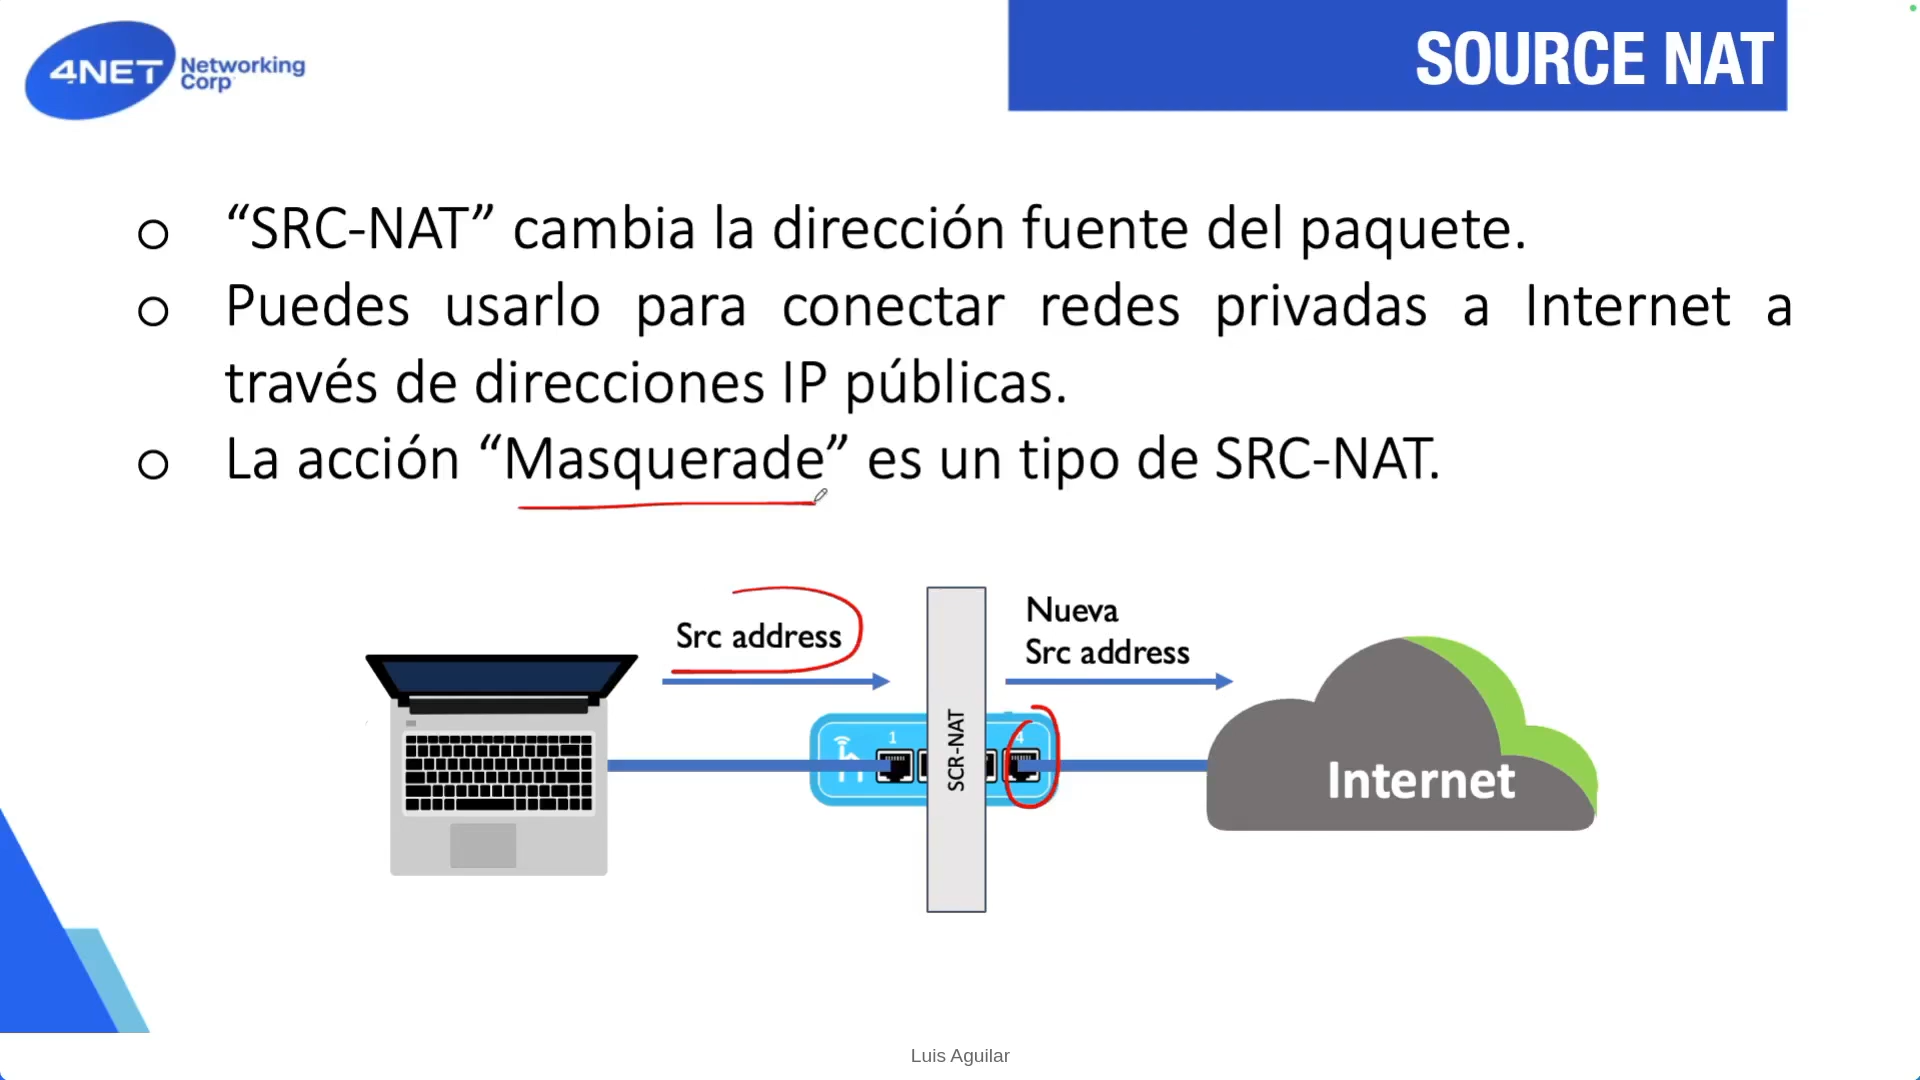 4NET Networking
Corp
SOURCE NAT
“SRC-NAT” cambia la dirección fuente del paquete.
Puedes usarlo para conectar redes privadas a Internet a
través de direcciones IP públicas.
La acción “Masquerade” es un tipo de SRC-NAT.
Src address
Nueva
Src address
1
4
SCR-NAT
Internet
Luis Aguilar